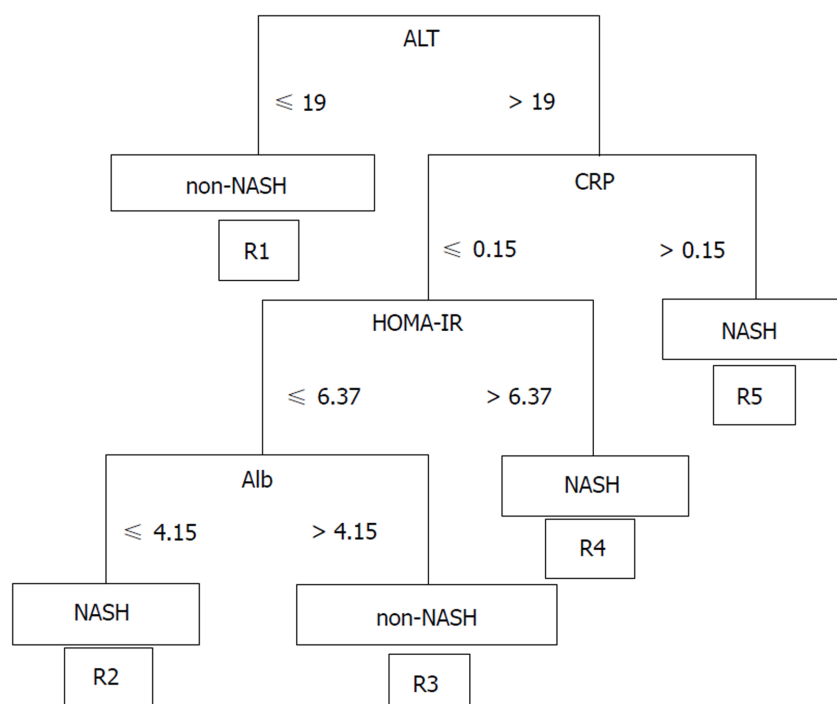 ALT
≤ 19
> 19
non-NASH
CRP
R1
≤ 0.15
> 0.15
HOMA-IR
NASH
≤ 6.37
> 6.37
R5
Alb
NASH
≤ 4.15
> 4.15
R4
NASH
non-NASH
R2
R3